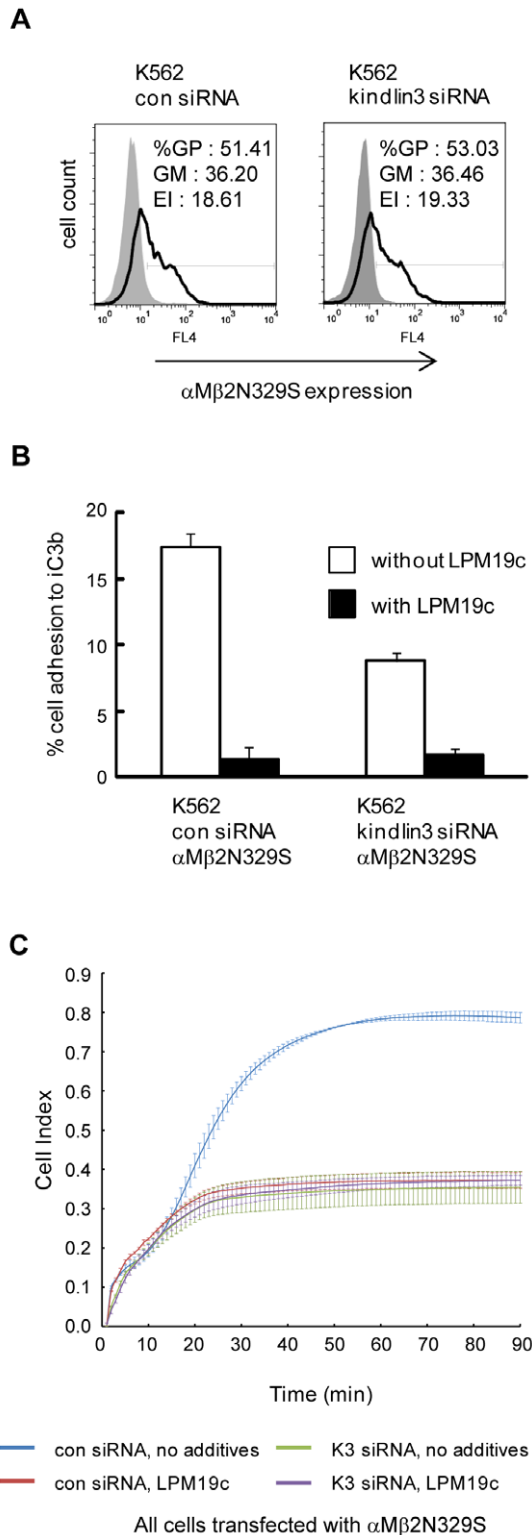 A
K562
con siRNA
K562
kindlin3 siRNA
cell count
%GP : 51.41
GM : 36.20
EI : 18.61
%GP : 53.03
GM : 36.46
EI : 19.33
10⁰ 10¹ 10² 10³ 10⁴
10⁰ 10¹ 10² 10³ 10⁴
FL4
FL4
αMβ2N329S expression
B
% cell adhesion to iC3b
20
15
10
5
0
without LPM19c
with LPM19c
K562
con siRNA
αMβ2N329S
K562
kindlin3 siRNA
αMβ2N329S
C
Cell Index
0.9
0.8
0.7
0.6
0.5
0.4
0.3
0.2
0.1
0.0
0 10 20 30 40 50 60 70 80 90
Time (min)
con siRNA, no additives
K3 siRNA, no additives
con siRNA, LPM19c
K3 siRNA, LPM19c
All cells transfected with αMβ2N329S